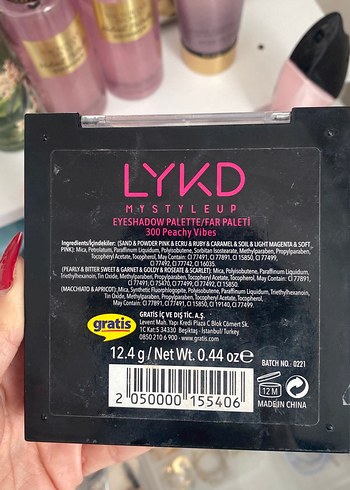 LYKD
MYSTYLEUP
EYESHADOW PALETTE/FAR PALETİ
300 Peachy Vibes
Ingredients/İçindekiler: (SAND & POWDER PINK & ECRU & RUBY & CARAMEL & SOIL & LIGHT MAGENTA & SOFT
PINK); Mica, Petrolatum, Paraffinum Liquidum, Polyisobutene, Sorbitan Isostearate, Methylparaben, Propylparaben,
Tocopheryl Acetate, Tocopherol, May Contain: CI 77491, CI 77891, CI 15850, CI 77499,
CI 77492, CI 77742, CI 16035
(PEARLY & BITTER SWEET & GARNET & GOLDY & ROSEATE & SCARLET); Mica, Polyisobutene, Paraffinum Liquidum,
Triethylhexanoin, Tin Oxide, Methylparaben, Propylparaben, Tocopheryl Acetate, Tocopherol, May Contain: CI 77891,
CI 77491, CI 75470, CI 77499, CI 77492, CI 15850, CI 45410
(MACCHIATO & APRICOT); Mica, Synthetic Fluorphlogopite, Polyisobutene, Paraffinum Liquidum, Triethylhexanoin,
Tin Oxide, Methylparaben, Propylparaben, Tocopheryl Acetate, Tocopherol,
May Contain: CI 77891, CI 77491, CI 15850, CI 19140, CI 77499
gratis
GRATİS İÇ VE DIŞ TİC. A.Ş.
Levent Mah. Yapı Kredi Plaza C Blok Cömert Sk.
1C Kat:5 34330 Beşiktaş - İstanbul / Turkey
0850 210 6 900 · www.gratis.com
12.4 g / Net Wt. 0.44 oz e
BATCH NO.: 0221
2 050000 155406
12 M
MADE IN CHINA